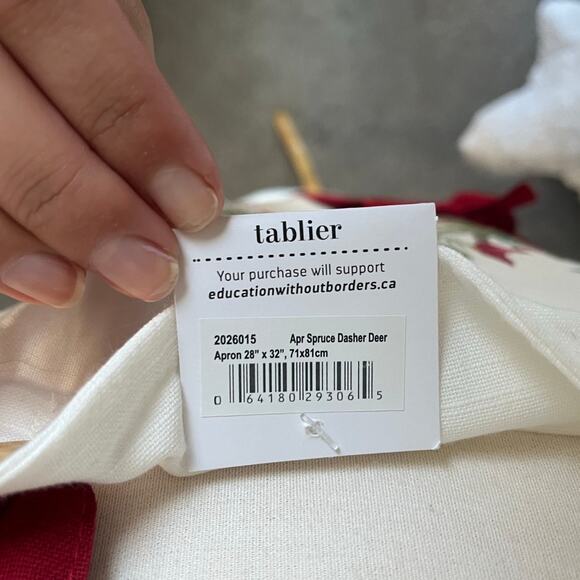 tablier
Your purchase will support
educationwithoutborders.ca
2026015 Apr Spruce Dasher Deer
Apron 28" x 32", 71x81cm
0 64180 29306 5